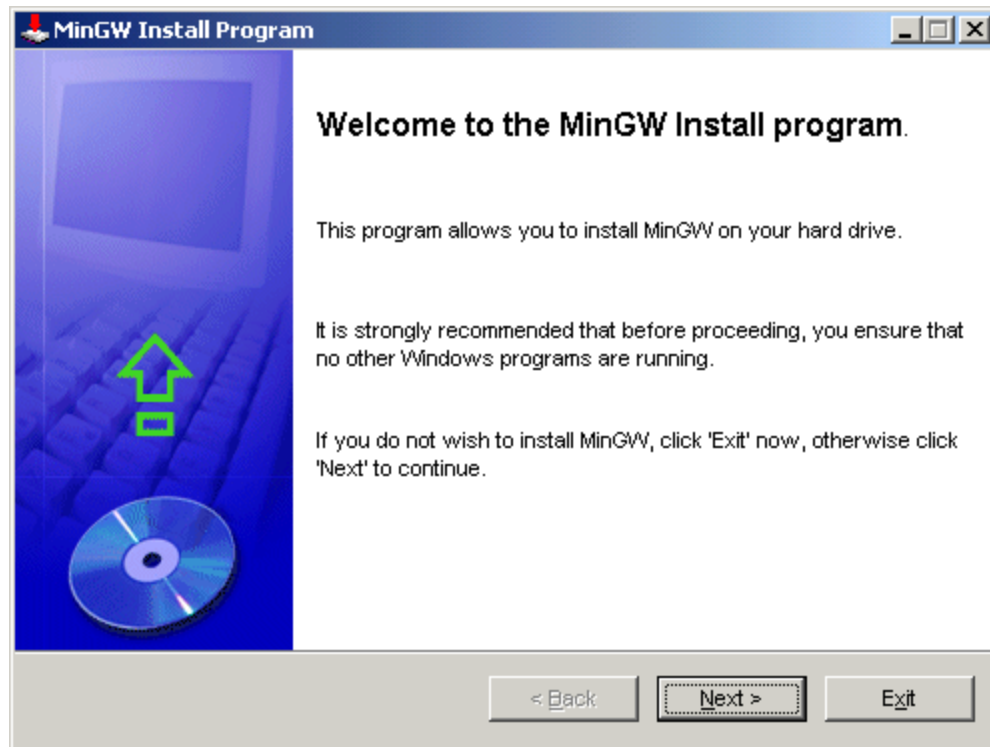 MinGW Install Program
Welcome to the MinGW Install program.
This program allows you to install MinGW on your hard drive.
It is strongly recommended that before proceeding, you ensure that
no other Windows programs are running.
If you do not wish to install MinGW, click 'Exit' now, otherwise click
'Next' to continue.
< Back Next > Exit